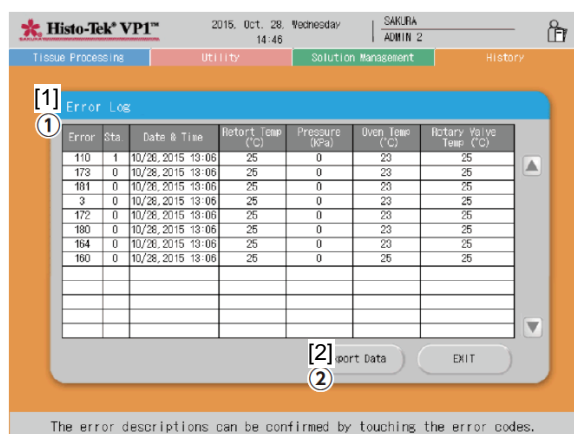 Histo-Tek® VP1™ 2015, Oct. 28, Wednesday SAKURA
SAKURA 14:46 ADMIN 2
Tissue Processing Utility Solution Management History
[1]
① Error Log
Error Sta. Date & Time Retort Temp (°C) Pressure (KPa) Oven Temp (°C) Rotary Valve Temp (°C)
110 1 10/28,2015 13:06 25 0 23 25
173 0 10/28,2015 13:06 25 0 23 25
181 0 10/28,2015 13:06 25 0 23 25
3 0 10/28,2015 13:06 25 0 23 25
172 0 10/28,2015 13:06 25 0 23 25
180 0 10/28,2015 13:06 25 0 23 25
164 0 10/28,2015 13:06 25 0 25 25
160 0 10/28,2015 13:06 25 0 25 25
[2] port Data EXIT
②
The error descriptions can be confirmed by touching the error codes.